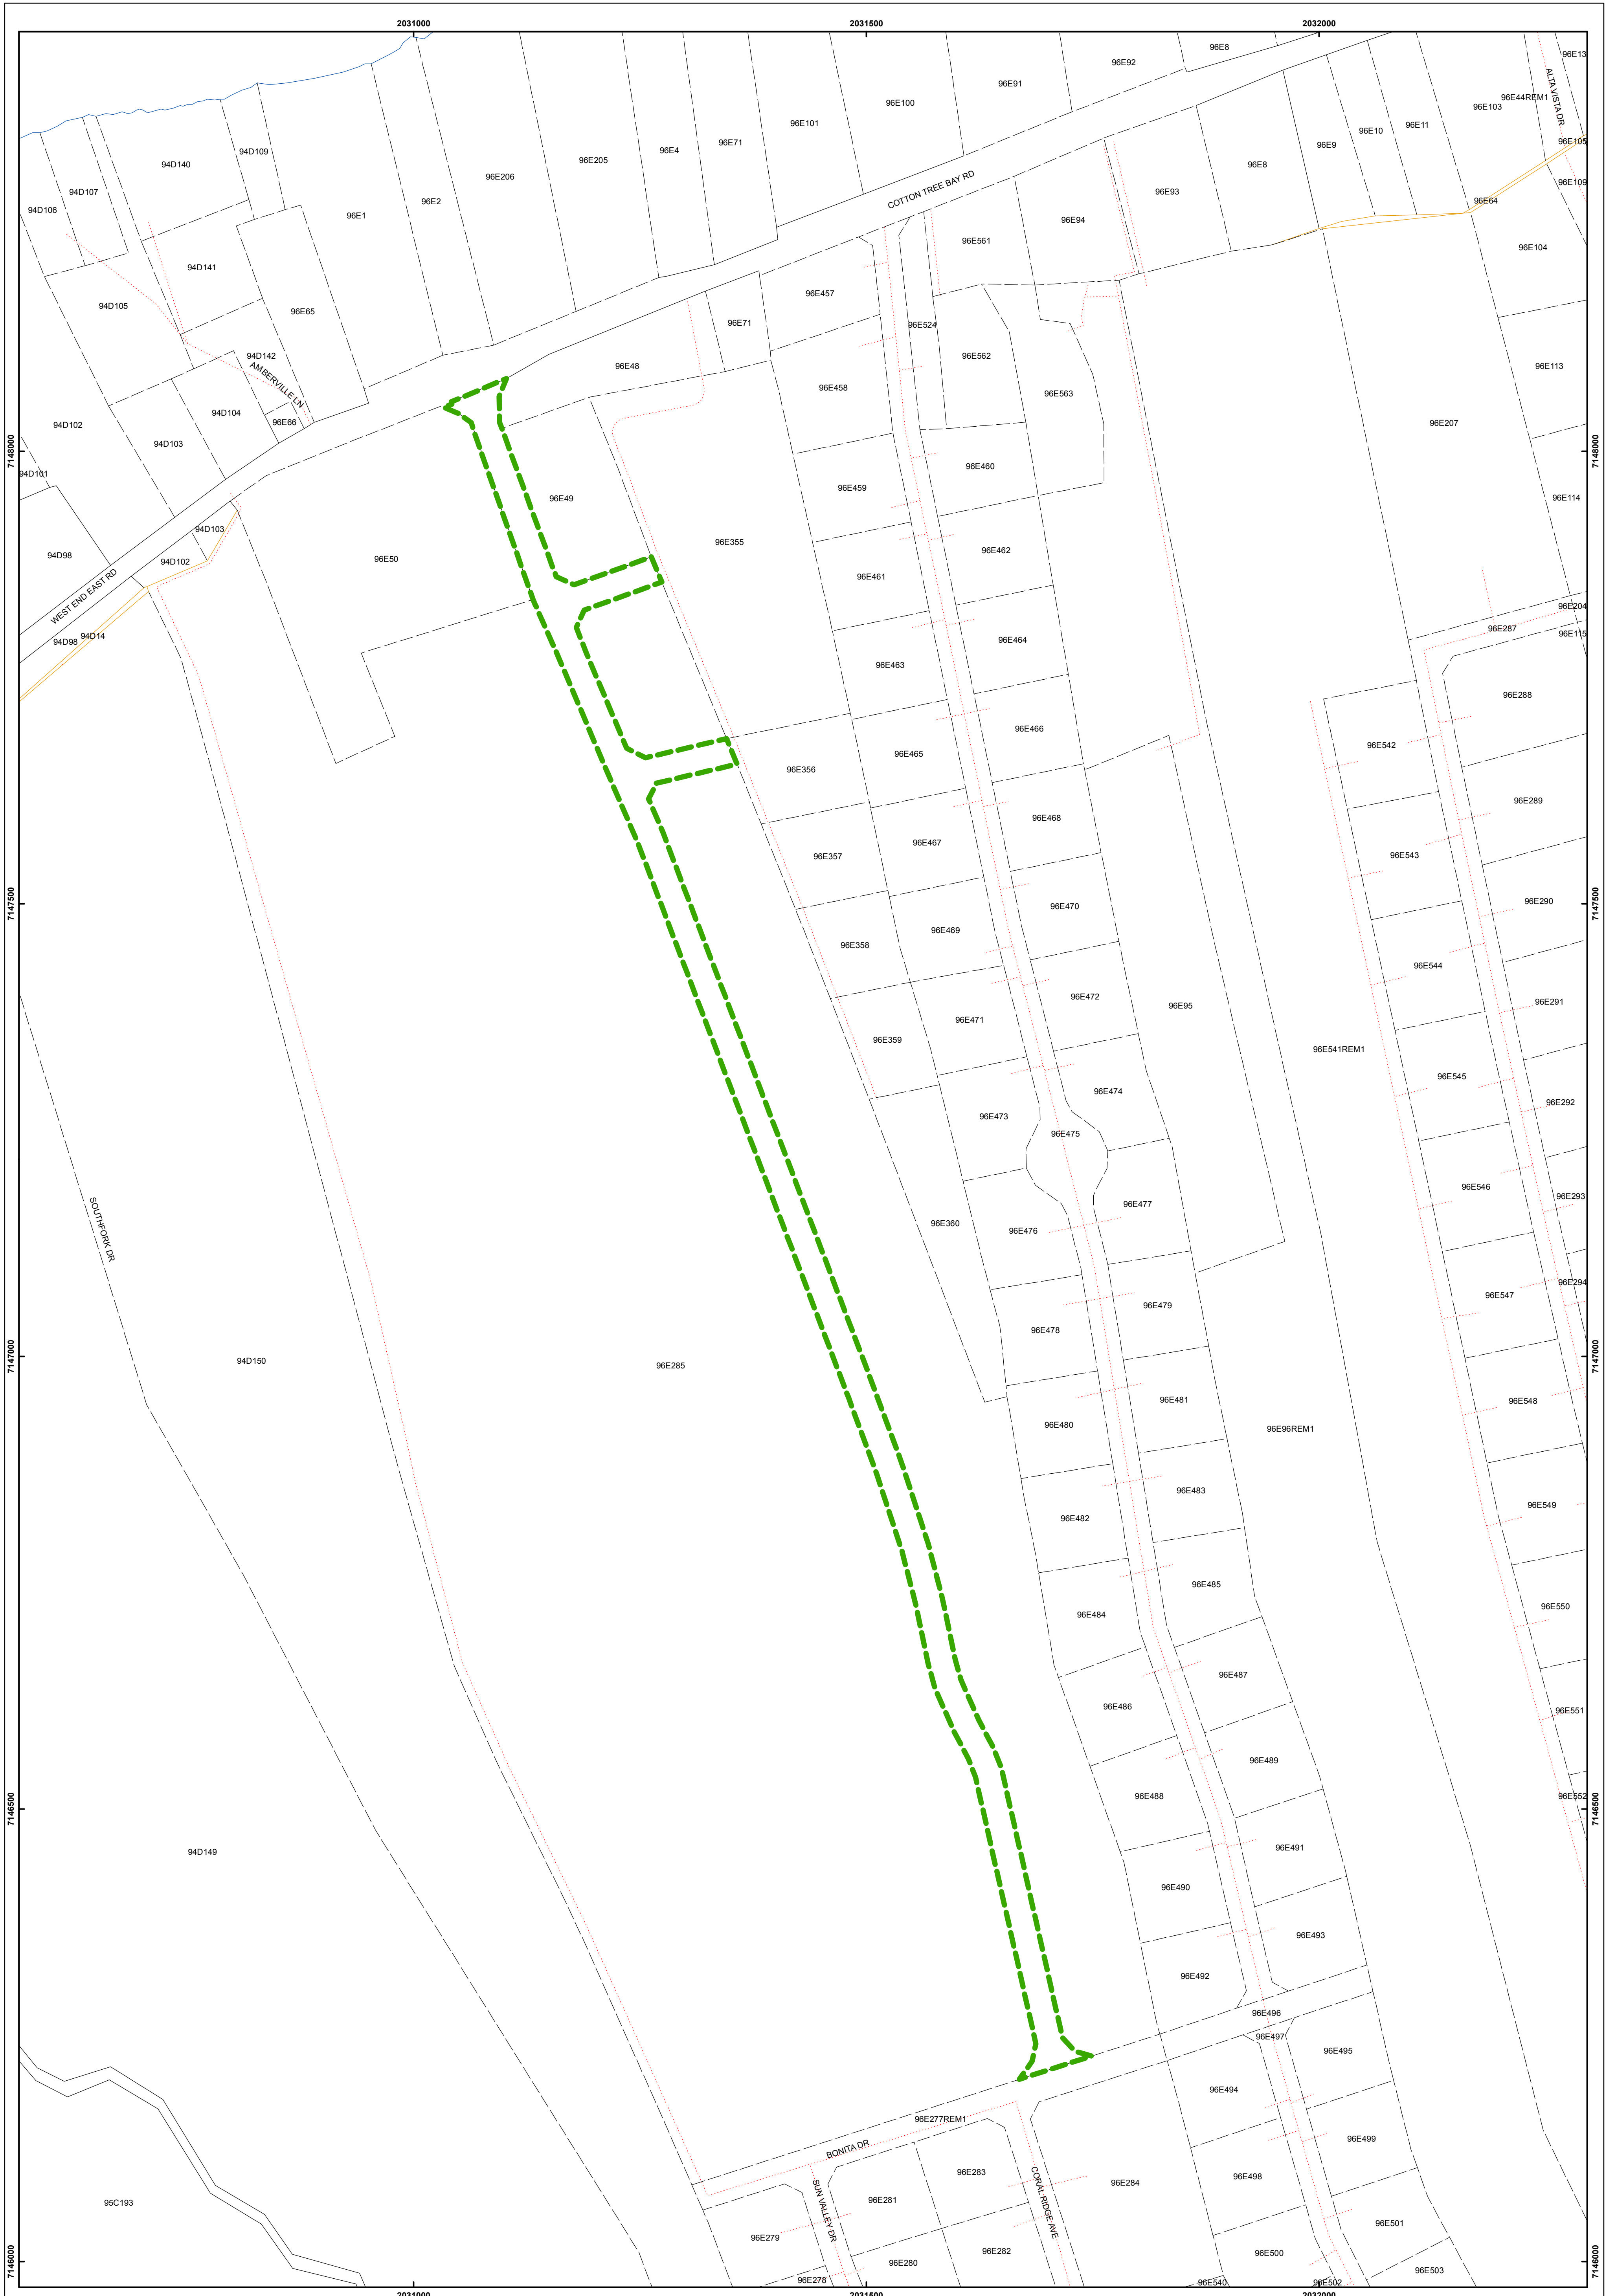 2031000
2031500
2032000
96E8
96E13
96E92
96E91
96E44REM1
ALTA VISTA DR
96E100
96E103
96E101
96E11
96E10
96E71
96E9
96E105
96E4
94D109
96E205
94D140
96E8
96E206
96E109
94D107
COTTON TREE BAY RD
96E93
96E2
96E64
94D106
96E1
96E94
96E561
96E104
94D141
96E457
94D105
96E65
96E71
96E524
94D142
96E562
96E48
96E113
AMBERVILLE LN
96E458
96E563
94D104
96E66
94D102
96E207
94D103
7148000
7148000
96E460
94D101
96E459
96E49
96E114
94D103
96E355
96E462
94D98
96E50
94D102
96E461
WEST END EAST RD
96E204
96E287
96E115
94D98
94D14
96E464
96E463
96E288
96E466
96E542
96E465
96E356
96E289
96E468
96E467
96E543
96E357
7147500
7147500
96E290
96E470
96E469
96E358
96E544
96E472
96E291
96E95
96E471
96E359
96E541REM1
96E545
96E474
96E292
96E473
96E475
96E546
96E293
96E477
96E360
96E476
SOUTHFORK DR
96E294
96E547
96E479
96E478
7147000
7147000
94D150
96E285
96E481
96E548
96E480
96E96REM1
96E483
96E549
96E482
96E485
96E550
96E484
96E487
96E486
96E551
96E489
96E488
96E552
7146500
7146500
96E491
94D149
96E490
96E493
96E492
96E496
96E497
96E495
96E494
96E277REM1
96E499
BONITA DR
96E283
96E498
96E284
CORAL RIDGE AVE
96E281
SUN VALLEY DR
95C193
96E501
96E279
96E282
96E500
96E280
7146000
7146000
96E503
96E278
96E540
96E502
2031000
2031500
2032000